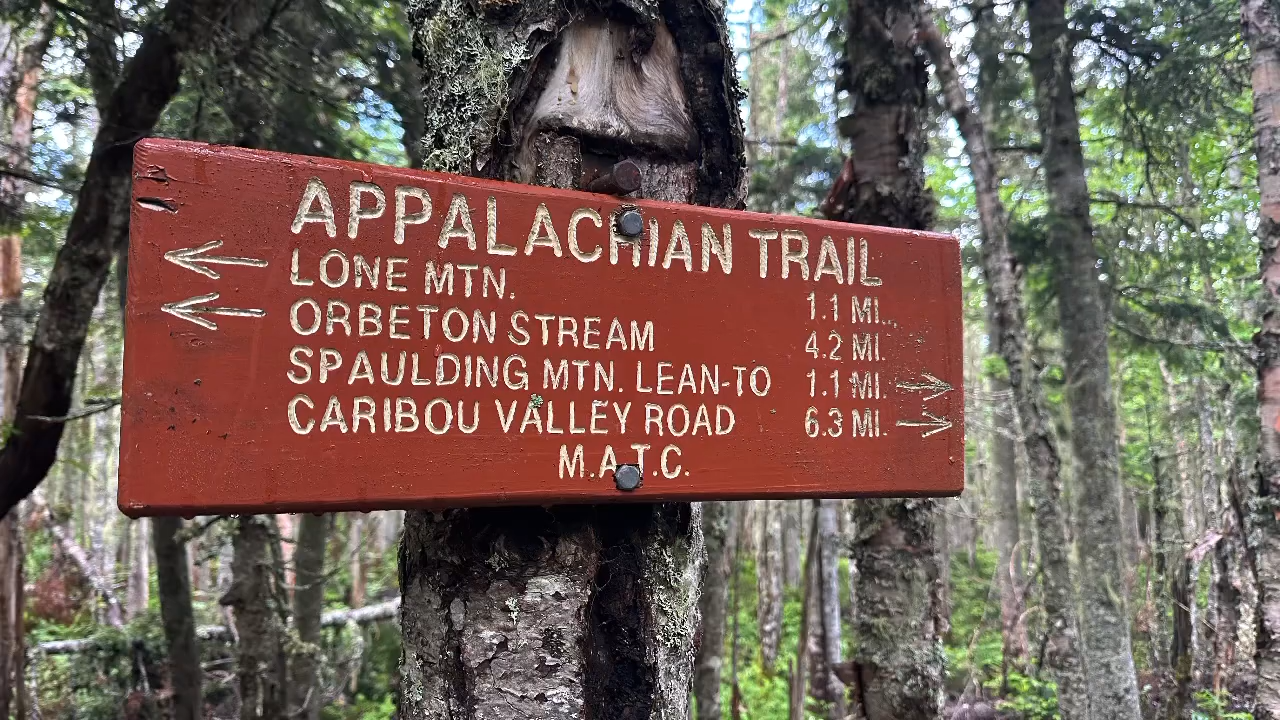 APPALACHIAN TRAIL
LONE MTN. 1.1 MI.
ORBETON STREAM 4.2 MI.
SPAULDING MTN. LEAN-TO 1.1 MI.
CARIBOU VALLEY ROAD 6.3 MI.
M.A.T.C.